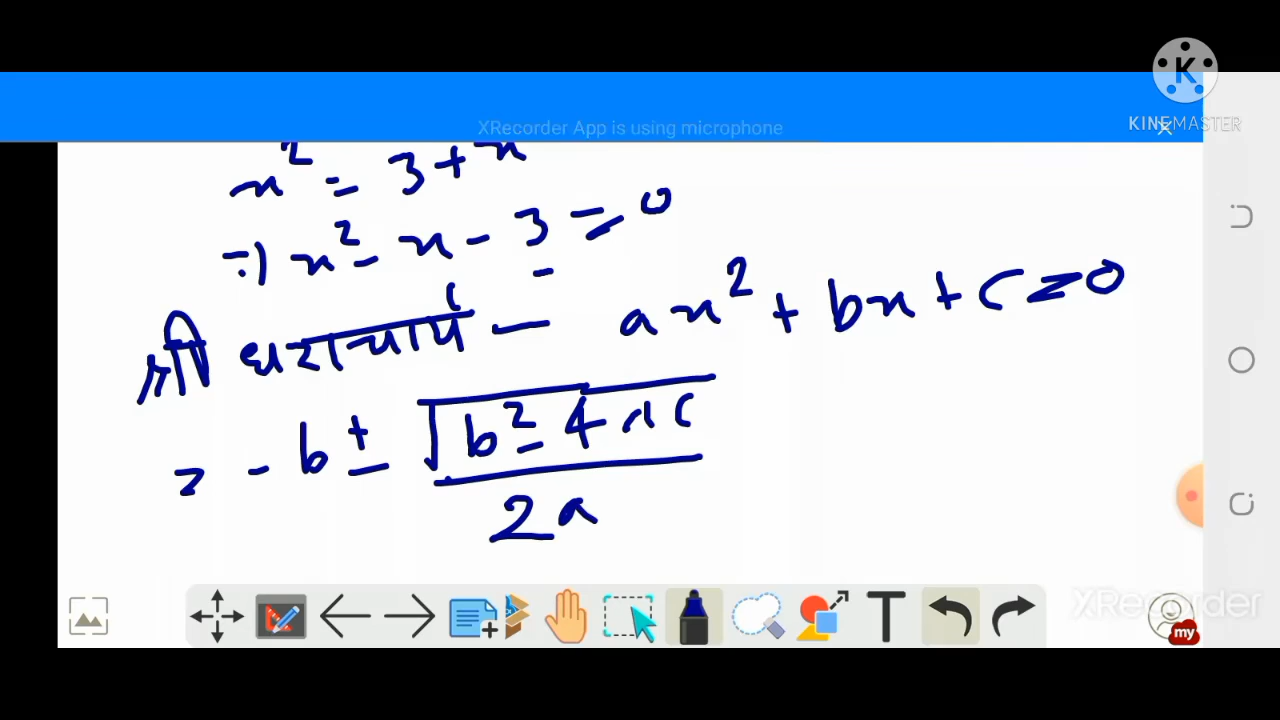 KINEMASTER
XRecorder App is using microphone
x² = 3 + x
⇒ x² - x - 3 = 0
श्री धराचार्य — ax² + bx + c = 0
= -b ± √b² - 4ac
2a
XRecorder
my